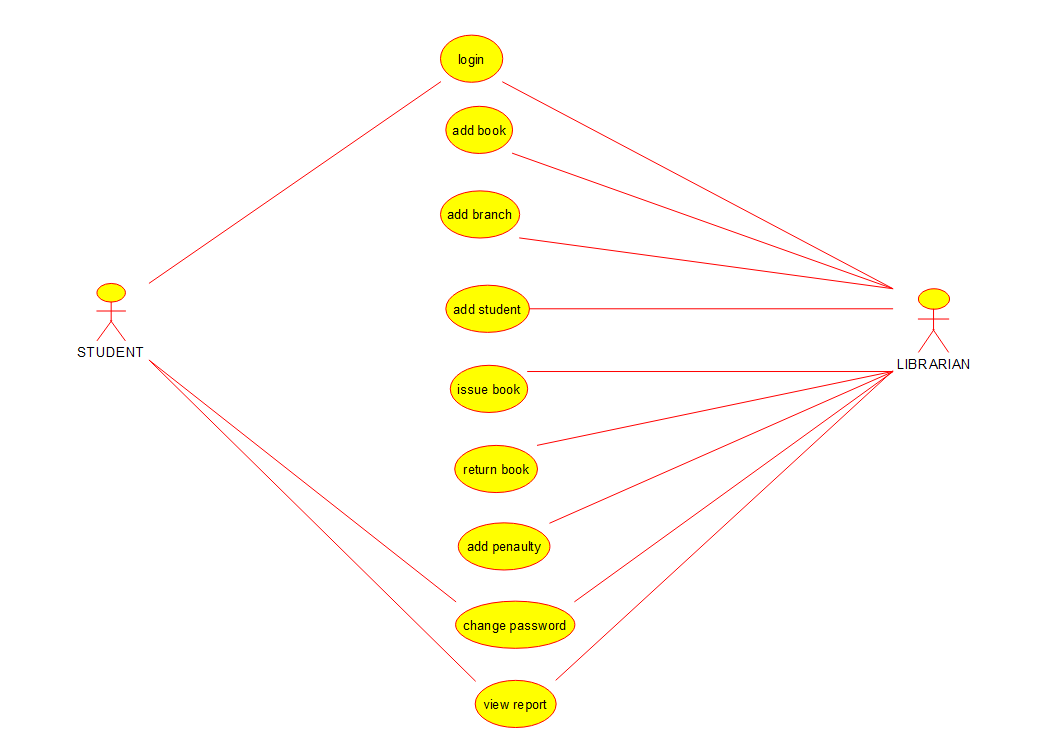 login
add book
add branch
add student
STUDENT
LIBRARIAN
issue book
return book
add penaulty
change password
view report